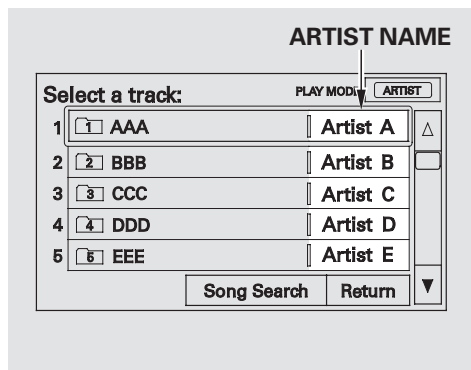 ARTIST NAME
Select a track: PLAY MODE ARTIST
1 1 AAA Artist A
2 2 BBB Artist B
3 3 CCC Artist C
4 4 DDD Artist D
5 5 EEE Artist E
Song Search Return